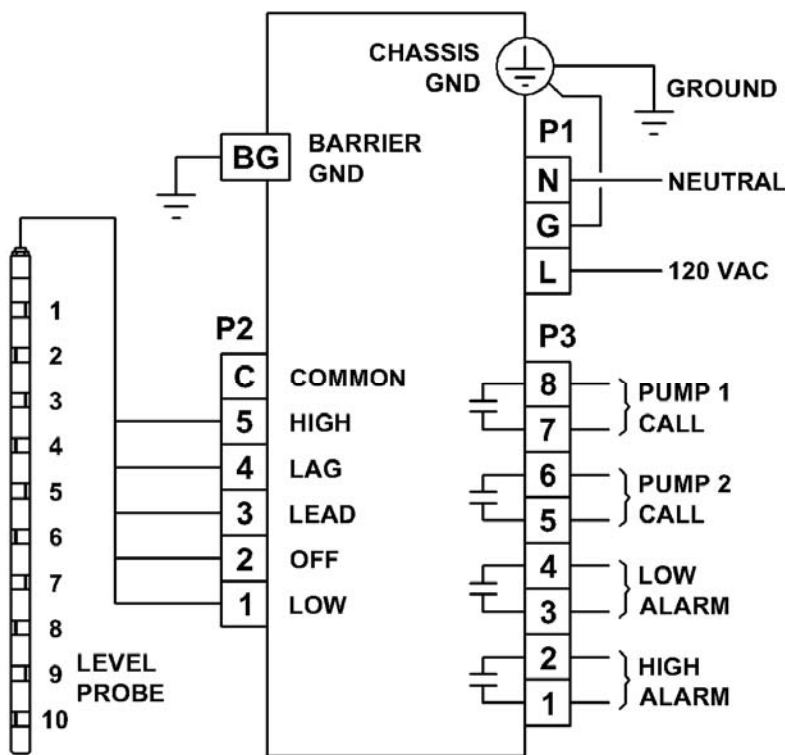 CHASSIS
GND
GROUND
P1
BG
BARRIER
GND
N
NEUTRAL
G
L
120 VAC
1
2
3
4
5
6
7
8
9
10
LEVEL
PROBE
P2
C
COMMON
5
HIGH
4
LAG
3
LEAD
2
OFF
1
LOW
P3
8
7
PUMP 1
CALL
6
5
PUMP 2
CALL
4
3
LOW
ALARM
2
1
HIGH
ALARM